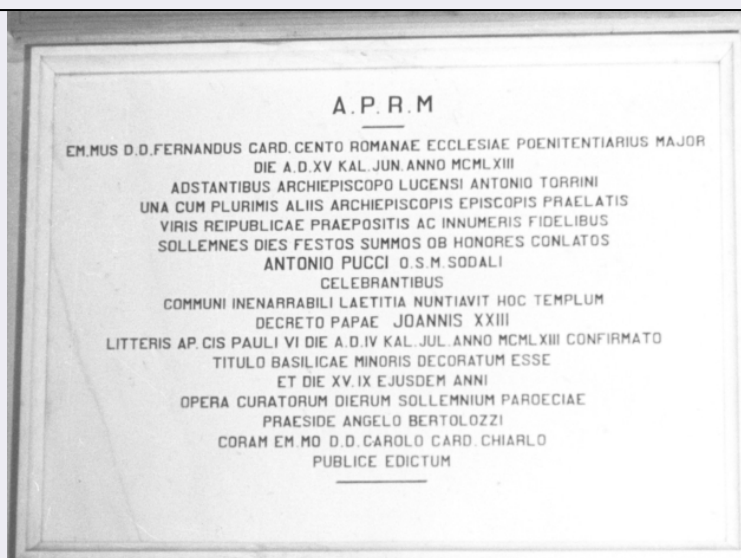 A.P.R.M
EM.MUS D.D.FERNANDUS CARD.CENTO ROMANAE ECCLESIAE POENITENTIARIUS MAJOR
DIE A.D.XV KAL.JUN.ANNO MCMLXIII
ADSTANTIBUS ARCHIEPISCOPO LUCENSI ANTONIO TORRINI
UNA CUM PLURIMIS ALIIS ARCHIEPISCOPIS EPISCOPIS PRAELATIS
VIRIS REIPUBLICAE PRAEPOSITIS AC INNUMERIS FIDELIBUS
SOLLEMNES DIES FESTOS SUMMOS OB HONORES CONLATOS
ANTONIO PUCCI O.S.M.SODALI
CELEBRANTIBUS
COMMUNI INENARRABILI LAETITIA NUNTIAVIT HOC TEMPLUM
DECRETO PAPAE JOANNIS XXIII
LITTERIS AP.CIS PAULI VI DIE A.D.IV KAL.JUL.ANNO MCMLXIII CONFIRMATO
TITULO BASILICAE MINORIS DECORATUM ESSE
ET DIE XV.IX EJUSDEM ANNI
OPERA CURATORUM DIERUM SOLLEMNIUM PAROECIAE
PRAESIDE ANGELO BERTOLOZZI
CORAM EM.MO D.D.CAROLO CARD.CHIARLO
PUBLICE EDICTUM